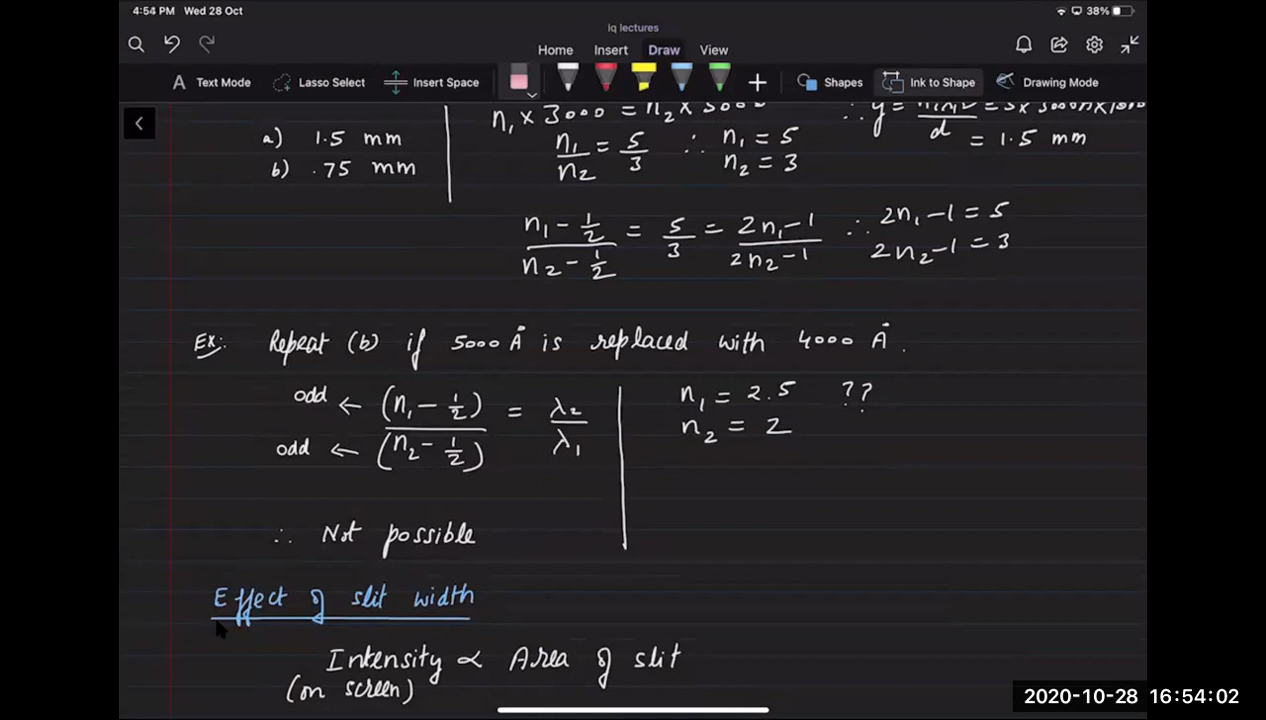 4:54 PM Wed 28 Oct
38%
iq lectures
Home Insert Draw View
Text Mode Lasso Select Insert Space Shapes Ink to Shape Drawing Mode
n₁ × 3000 = n₂ × 5000
a) 1.5 mm
b) .75 mm
n₁/n₂ = 5/3 ∴ n₁ = 5
n₂ = 3
∴ y =
d
= 1.5 mm
(n₁ − 1/2)/(n₂ − 1/2) = 5/3 = (2n₁−1)/(2n₂−1) ∴ 2n₁−1 = 5
2n₂−1 = 3
Ex: Repeat (b) if 5000 Å is replaced with 4000 Å.
odd ← (n₁ − 1/2)
odd ← (n₂ − 1/2)
= λ₂/λ₁
n₁ = 2.5 ??
n₂ = 2
∴ Not possible
Effect of slit width
Intensity ∝ Area of slit
(on screen)
2020-10-28 16:54:02